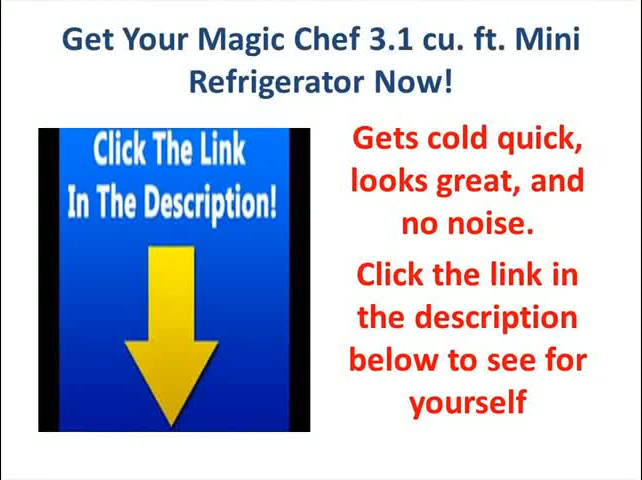 Get Your Magic Chef 3.1 cu. ft. Mini
Refrigerator Now!
Click The Link
In The Description!
Gets cold quick,
looks great, and
no noise.
Click the link in
the description
below to see for
yourself